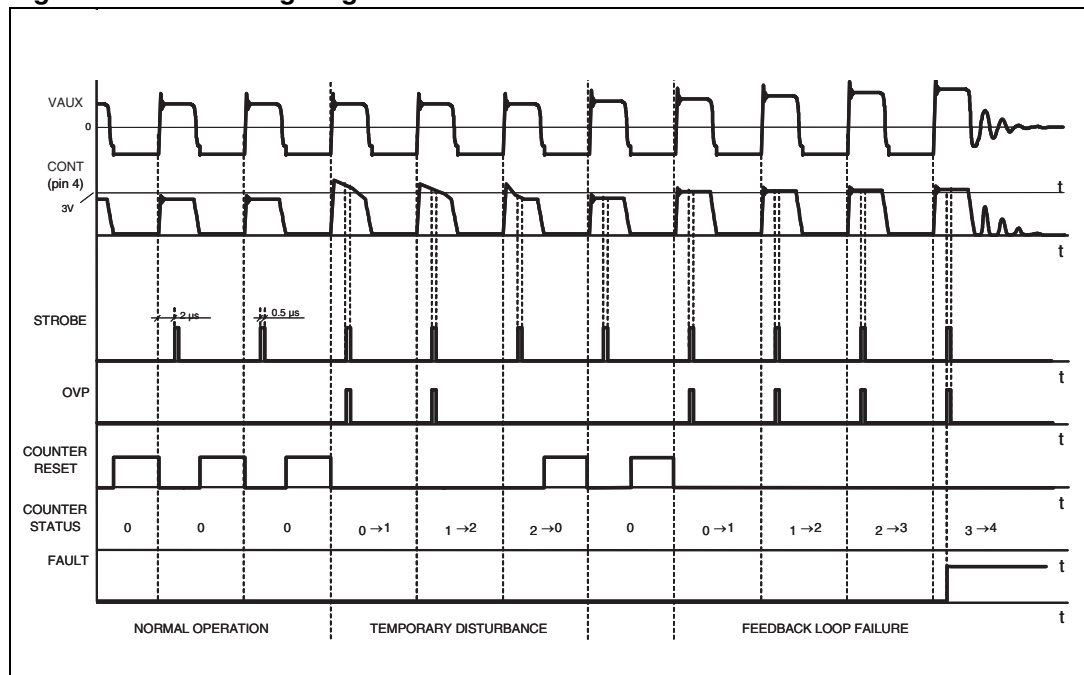 VAUX
0
CONT
(pin 4)
3V
t
t
STROBE
2 µs
0.5 µs
t
OVP
t
COUNTER
RESET
t
COUNTER
STATUS
0
0
0
0→1
1→2
2→0
0
0→1
1→2
2→3
3→4
FAULT
t
t
NORMAL OPERATION
TEMPORARY DISTURBANCE
FEEDBACK LOOP FAILURE